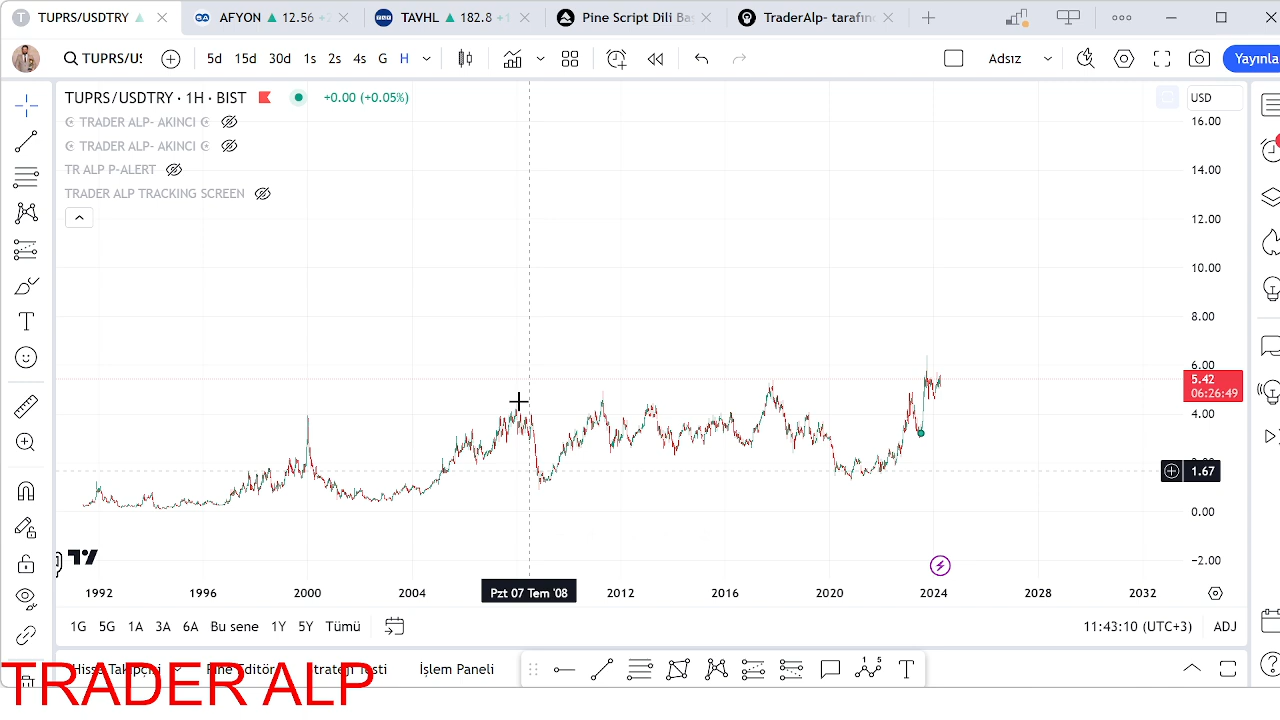 TUPRS/USDTRY
AFYON 12.56 +2
TAVHL 182.8 +1
Pine Script Dili Ba
TraderAlp- tarafın
TUPRS/US
5d 15d 30d 1s 2s 4s G H
Adsız
Yayınla
TUPRS/USDTRY · 1H · BIST
+0.00 (+0.05%)
USD
TRADER ALP- AKINCI
TRADER ALP- AKINCI
TR ALP P-ALERT
TRADER ALP TRACKING SCREEN
16.00
14.00
12.00
10.00
8.00
6.00
5.42
06:26:49
4.00
2.00
1.67
0.00
−2.00
1992 1996 2000 2004 Pzt 07 Tem '08 2012 2016 2020 2024 2028 2032
1G 5G 1A 3A 6A Bu sene 1Y 5Y Tümü
11:43:10 (UTC+3) ADJ
İşlem Paneli
TRADER ALP